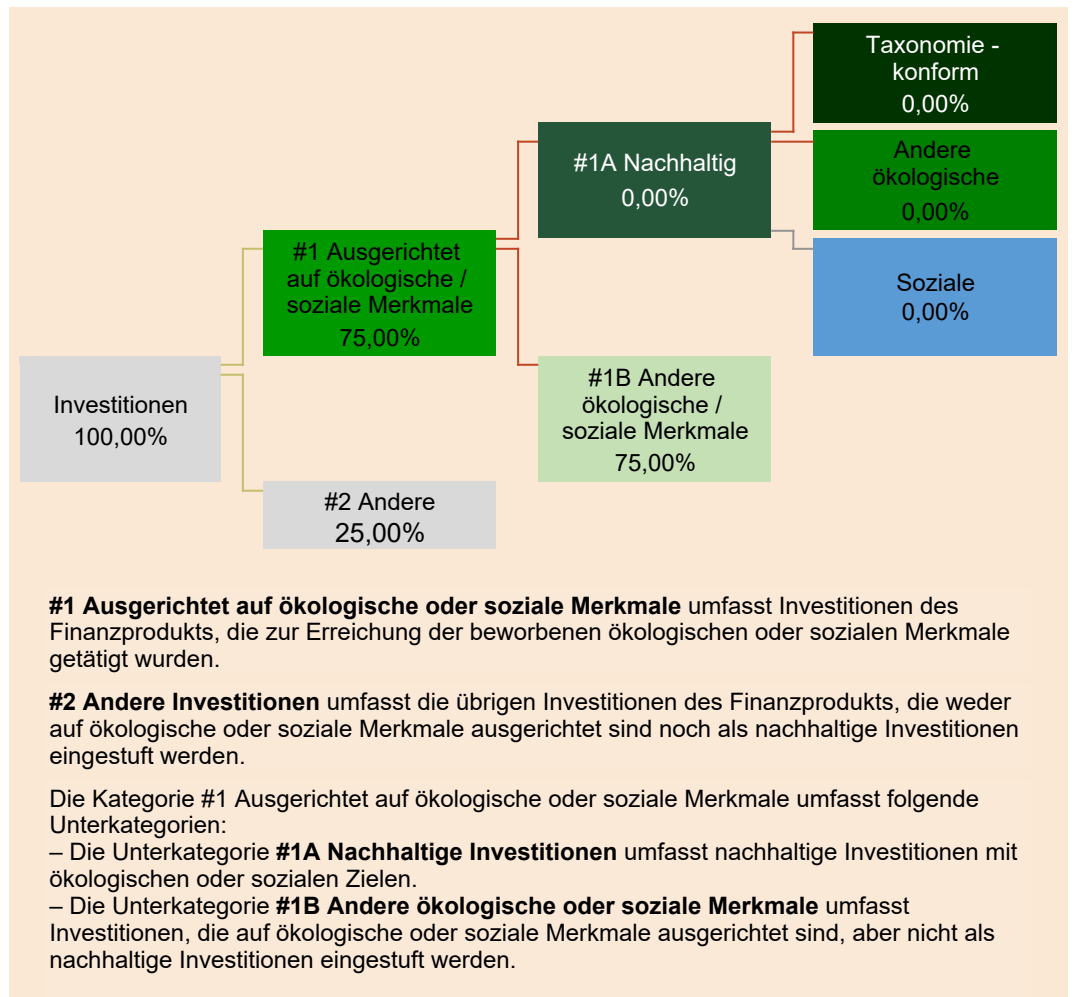 Taxonomie -
konform
0,00%
Andere
ökologische
0,00%
#1A Nachhaltig
0,00%
Soziale
0,00%
#1 Ausgerichtet
auf ökologische /
soziale Merkmale
75,00%
#1B Andere
ökologische /
soziale Merkmale
75,00%
Investitionen
100,00%
#2 Andere
25,00%
#1 Ausgerichtet auf ökologische oder soziale Merkmale umfasst Investitionen des
Finanzprodukts, die zur Erreichung der beworbenen ökologischen oder sozialen Merkmale
getätigt wurden.
#2 Andere Investitionen umfasst die übrigen Investitionen des Finanzprodukts, die weder
auf ökologische oder soziale Merkmale ausgerichtet sind noch als nachhaltige Investitionen
eingestuft werden.
Die Kategorie #1 Ausgerichtet auf ökologische oder soziale Merkmale umfasst folgende
Unterkategorien:
– Die Unterkategorie #1A Nachhaltige Investitionen umfasst nachhaltige Investitionen mit
ökologischen oder sozialen Zielen.
– Die Unterkategorie #1B Andere ökologische oder soziale Merkmale umfasst
Investitionen, die auf ökologische oder soziale Merkmale ausgerichtet sind, aber nicht als
nachhaltige Investitionen eingestuft werden.